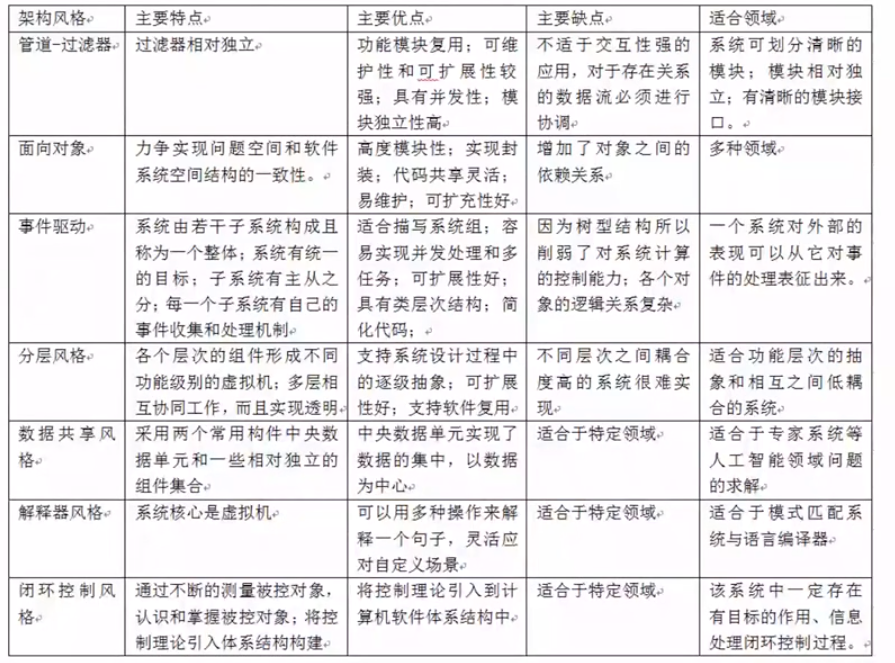 架构风格 主要特点 主要优点 主要缺点 适合领域
管道-过滤器 过滤器相对独立 功能模块复用；可维 不适于交互性强的 系统可划分清晰的
护性和可扩展性较 应用，对于存在关系 模块；模块相对独
强；具有并发性；模 的数据流必须进行 立；有清晰的模块接
块独立性高 协调 口。
面向对象 力争实现问题空间和软件 高度模块性；实现封 增加了对象之间的 多种领域
系统空间结构的一致性。 装；代码共享灵活； 依赖关系
易维护；可扩充性好
事件驱动 系统由若干子系统构成且 适合描写系统组；容 因为树型结构所以 一个系统对外部的
称为一个整体；系统有统一 易实现并发处理和多 削弱了对系统计算 表现可以从它对事
的目标；子系统有主从之 任务；可扩展性好； 的控制能力；各个对 件的处理表征出来。
分；每一个子系统有自己的 具有类层次结构；简 象的逻辑关系复杂
事件收集和处理机制 化代码；
分层风格 各个层次的组件形成不同 支持系统设计过程中 不同层次之间耦合 适合功能层次的抽
功能级别的虚拟机；多层相 的逐级抽象；可扩展 度高的系统很难实 象和相互之间低耦
互协同工作，而且实现透明 性好；支持软件复用 现 合的系统
数据共享风 采用两个常用构件中央数 中央数据单元实现了 适合于特定领域 适合于专家系统等
格 据单元和一些相对独立的 数据的集中，以数据 人工智能领域问题
组件集合 为中心 的求解
解释器风格 系统核心是虚拟机 可以用多种操作来解 适合于特定领域 适合于模式匹配系
释一个句子，灵活应 统与语言编译器
对自定义场景
闭环控制风 通过不断的测量被控对象， 将控制理论引入到计 适合于特定领域 该系统中一定存在
格 认识和掌握被控对象；将控 算机软件体系结构中 有目标的作用、信息
制理论引入体系结构构建 处理闭环控制过程。